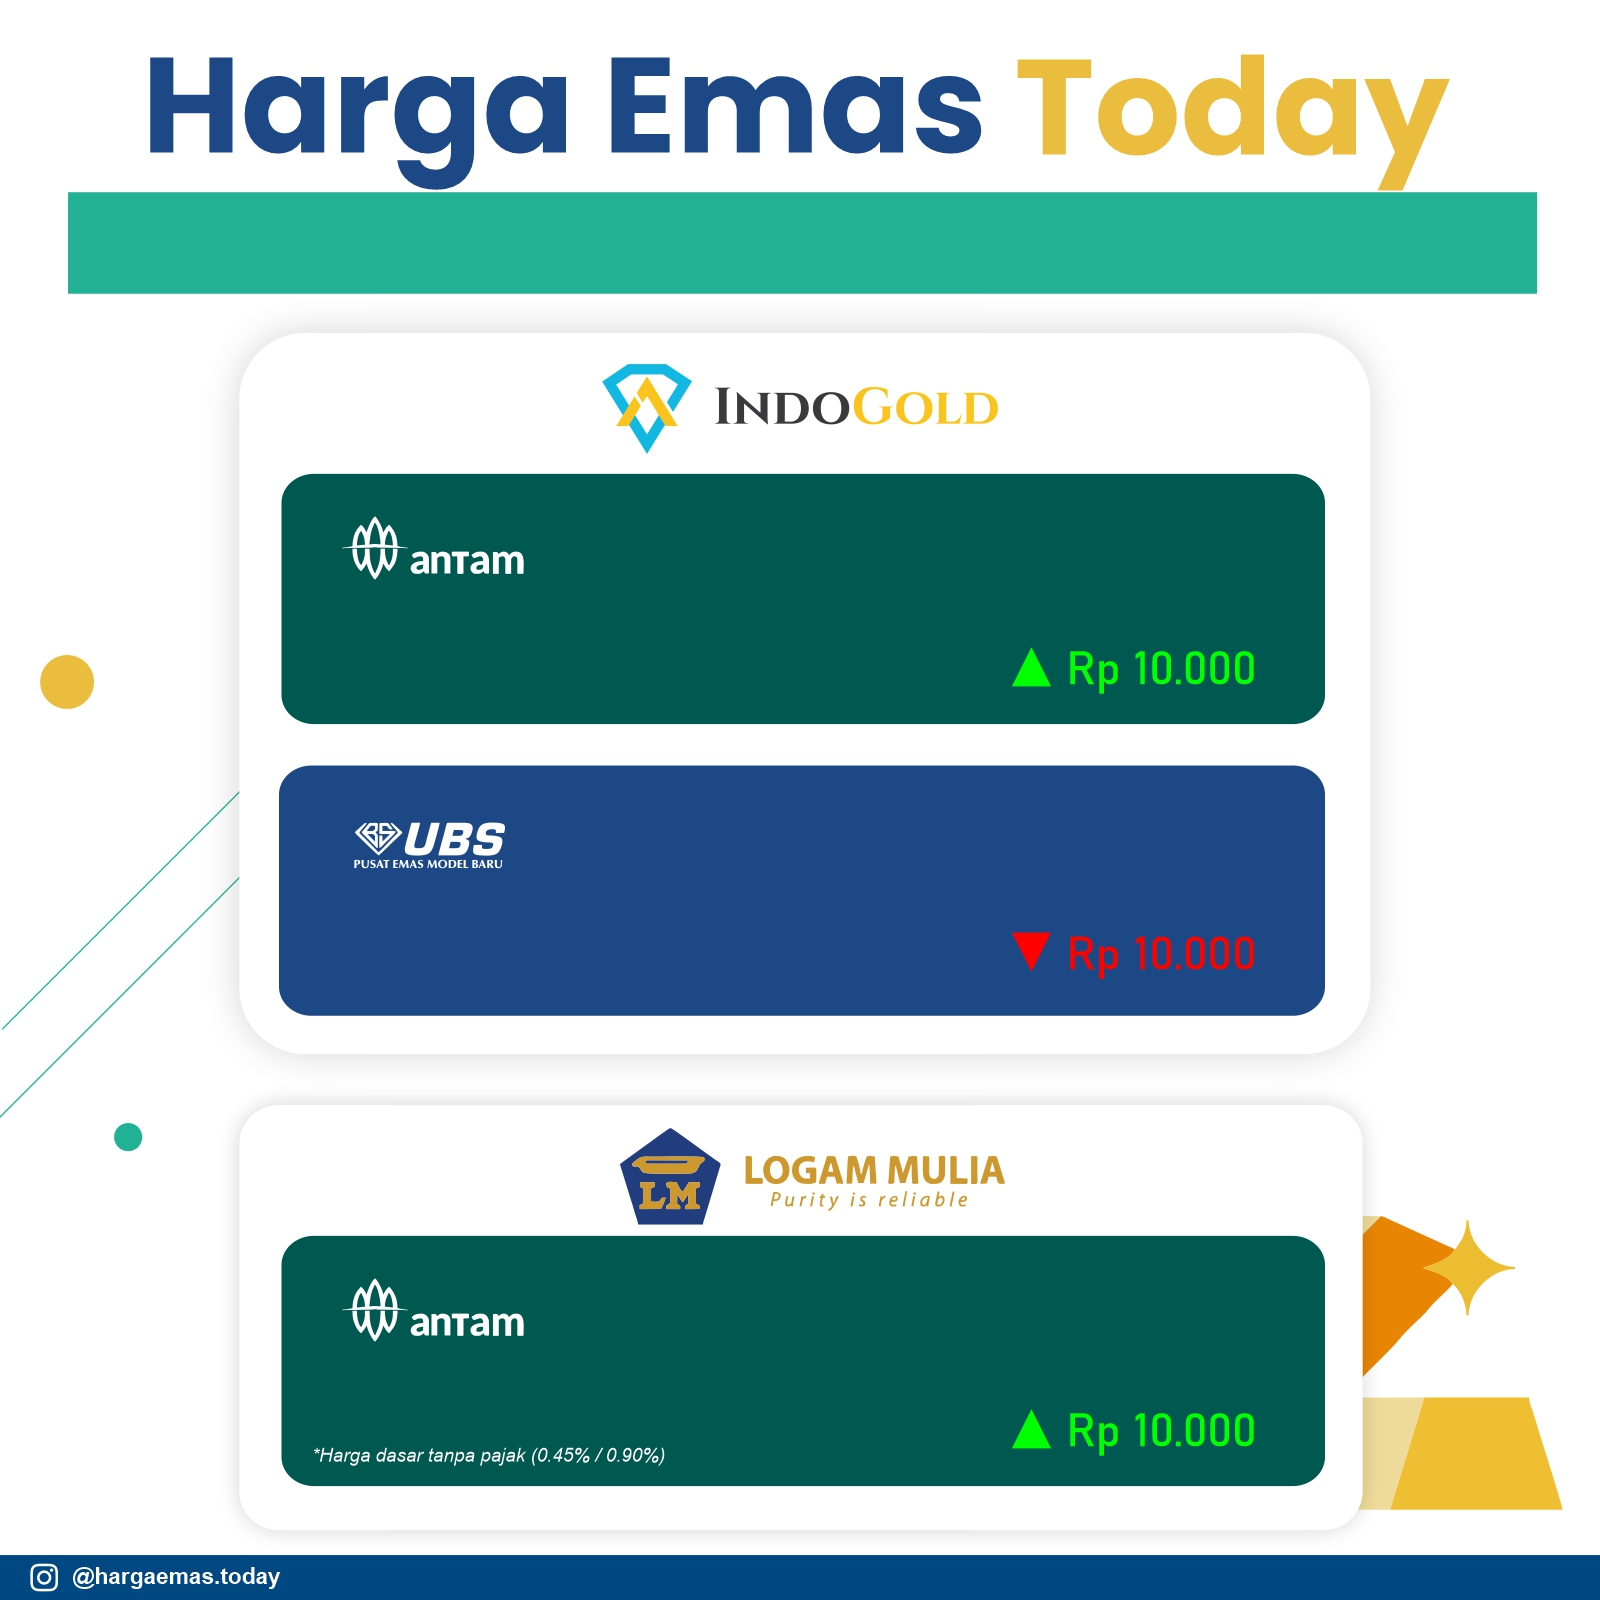 Harga Emas Today
INDOGOLD
anTam
▲ Rp 10.000
BS UBS
PUSAT EMAS MODEL BARU
▼ Rp 10.000
LM
LOGAM MULIA
Purity is reliable
anTam
▲ Rp 10.000
*Harga dasar tanpa pajak (0.45% / 0.90%)
@hargaemas.today